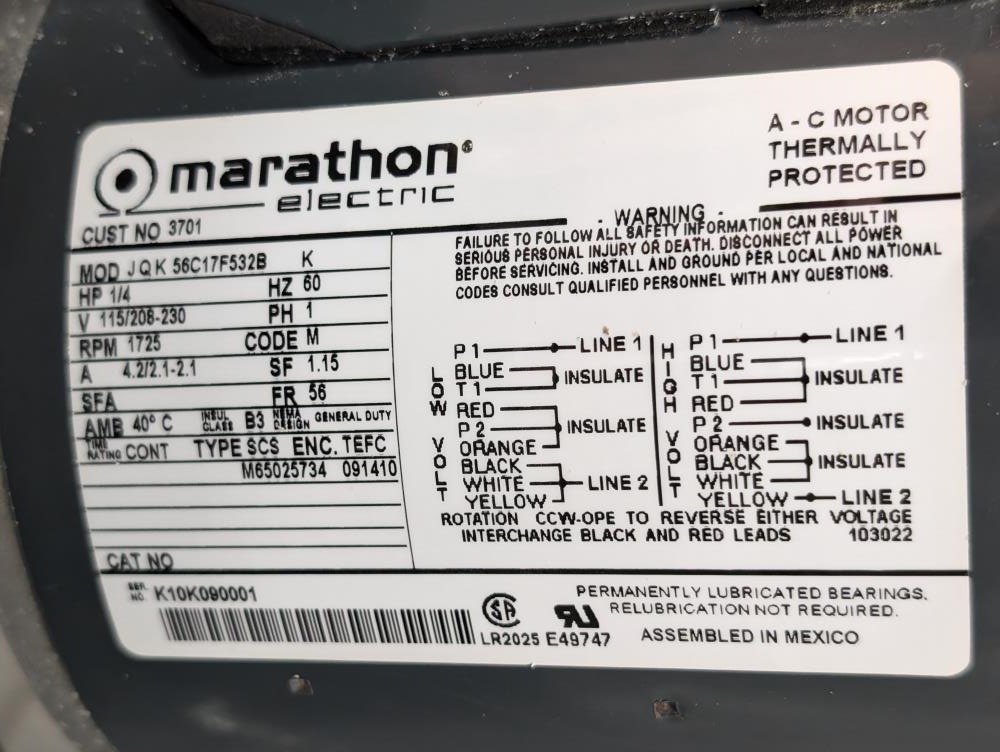 marathon®
electric
A - C MOTOR
THERMALLY
PROTECTED
CUST NO 3701
MOD JQK 56C17F532B K
HP 1/4 HZ 60
V 115/208-230 PH 1
RPM 1725 CODE M
A 4.2/2.1-2.1 SF 1.15
SFA FR 56
AMB 40° C INSUL CLASS B3 NEMA DESIGN GENERAL DUTY
TIME RATING CONT TYPE SCS ENC. TEFC
M65025734 091410
CAT NO
- WARNING -
FAILURE TO FOLLOW ALL SAFETY INFORMATION CAN RESULT IN
SERIOUS PERSONAL INJURY OR DEATH. DISCONNECT ALL POWER
BEFORE SERVICING. INSTALL AND GROUND PER LOCAL AND NATIONAL
CODES CONSULT QUALIFIED PERSONNEL WITH ANY QUESTIONS.
LOW VOLT
P1 LINE 1
BLUE
T1 INSULATE
RED
P2 INSULATE
ORANGE
BLACK
WHITE LINE 2
YELLOW
HIGH VOLT
P1 LINE 1
BLUE
T1 INSULATE
RED
P2 INSULATE
ORANGE
BLACK INSULATE
WHITE
YELLOW LINE 2
ROTATION CCW-OPE TO REVERSE EITHER VOLTAGE
INTERCHANGE BLACK AND RED LEADS 103022
SER. NO. K10K090001
LR2025 E49747
PERMANENTLY LUBRICATED BEARINGS.
RELUBRICATION NOT REQUIRED.
ASSEMBLED IN MEXICO